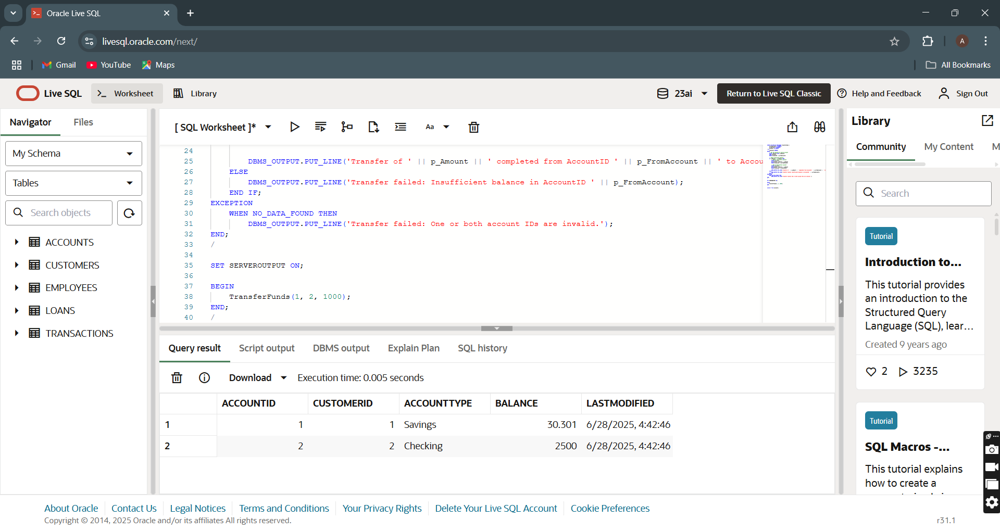 Oracle Live SQL
livesql.oracle.com/next/
A
Gmail
YouTube
Maps
All Bookmarks
Live SQL
Worksheet
Library
23ai
Return to Live SQL Classic
Help and Feedback
Sign Out
Navigator
Files
My Schema
Tables
Search objects
ACCOUNTS
CUSTOMERS
EMPLOYEES
LOANS
TRANSACTIONS
[ SQL Worksheet ]*
Aa
24
25 DBMS_OUTPUT.PUT_LINE('Transfer of ' || p_Amount || ' completed from AccountID ' || p_FromAccount || ' to Accou
26 ELSE
27 DBMS_OUTPUT.PUT_LINE('Transfer failed: Insufficient balance in AccountID ' || p_FromAccount);
28 END IF;
29 EXCEPTION
30 WHEN NO_DATA_FOUND THEN
31 DBMS_OUTPUT.PUT_LINE('Transfer failed: One or both account IDs are invalid.');
32 END;
33 /
34
35 SET SERVEROUTPUT ON;
36
37 BEGIN
38 TransferFunds(1, 2, 1000);
39 END;
40 /
Query result
Script output
DBMS output
Explain Plan
SQL history
Download
Execution time: 0.005 seconds
ACCOUNTID CUSTOMERID ACCOUNTTYPE BALANCE LASTMODIFIED
1 1 1 Savings 30.301 6/28/2025, 4:42:46
2 2 2 Checking 2500 6/28/2025, 4:42:46
Library
Community
My Content
M
Search
Tutorial
Introduction to...
This tutorial provides
an introduction to the
Structured Query
Language (SQL), lear...
Created 9 years ago
2
3235
Tutorial
SQL Macros -...
This tutorial explains
how to create a
About Oracle
Contact Us
Legal Notices
Terms and Conditions
Your Privacy Rights
Delete Your Live SQL Account
Cookie Preferences
Copyright © 2014, 2025 Oracle and/or its affiliates All rights reserved.
r31.1